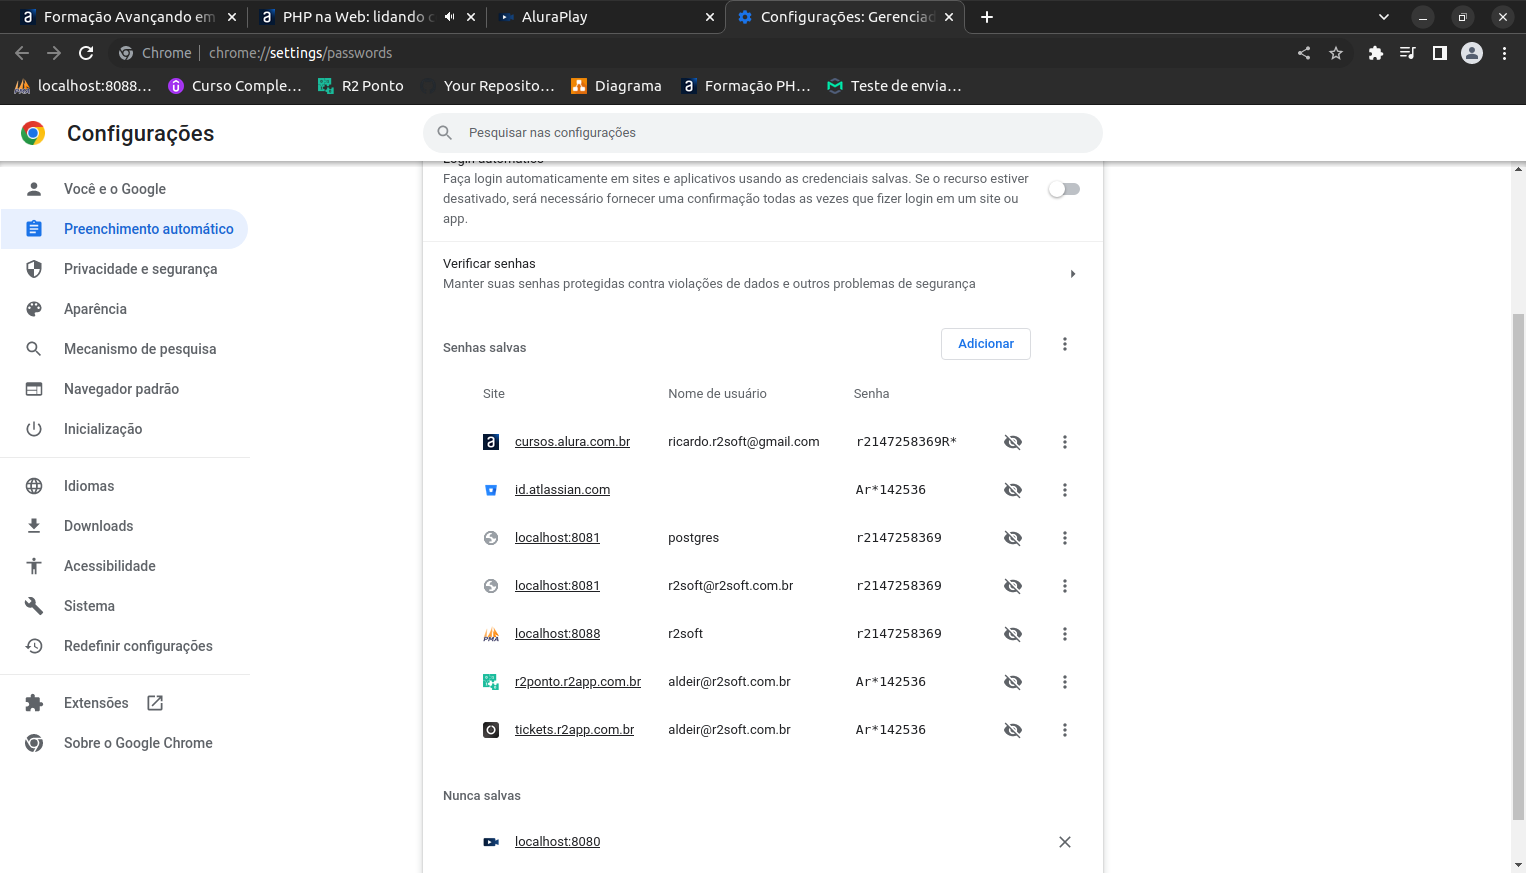 Formação Avançando em
PHP na Web: lidando c
AluraPlay
Configurações: Gerenciad
Chrome | chrome://settings/passwords
localhost:8088...
Curso Comple...
R2 Ponto
Your Reposito...
Diagrama
Formação PH...
Teste de envia...
Configurações
Pesquisar nas configurações
Você e o Google
Preenchimento automático
Privacidade e segurança
Aparência
Mecanismo de pesquisa
Navegador padrão
Inicialização
Idiomas
Downloads
Acessibilidade
Sistema
Redefinir configurações
Extensões
Sobre o Google Chrome
Login automático
Faça login automaticamente em sites e aplicativos usando as credenciais salvas. Se o recurso estiver
desativado, será necessário fornecer uma confirmação todas as vezes que fizer login em um site ou
app.
Verificar senhas
Manter suas senhas protegidas contra violações de dados e outros problemas de segurança
Senhas salvas
Adicionar
Site Nome de usuário Senha
cursos.alura.com.br ricardo.r2soft@gmail.com r2147258369R*
id.atlassian.com Ar*142536
localhost:8081 postgres r2147258369
localhost:8081 r2soft@r2soft.com.br r2147258369
localhost:8088 r2soft r2147258369
r2ponto.r2app.com.br aldeir@r2soft.com.br Ar*142536
tickets.r2app.com.br aldeir@r2soft.com.br Ar*142536
Nunca salvas
localhost:8080